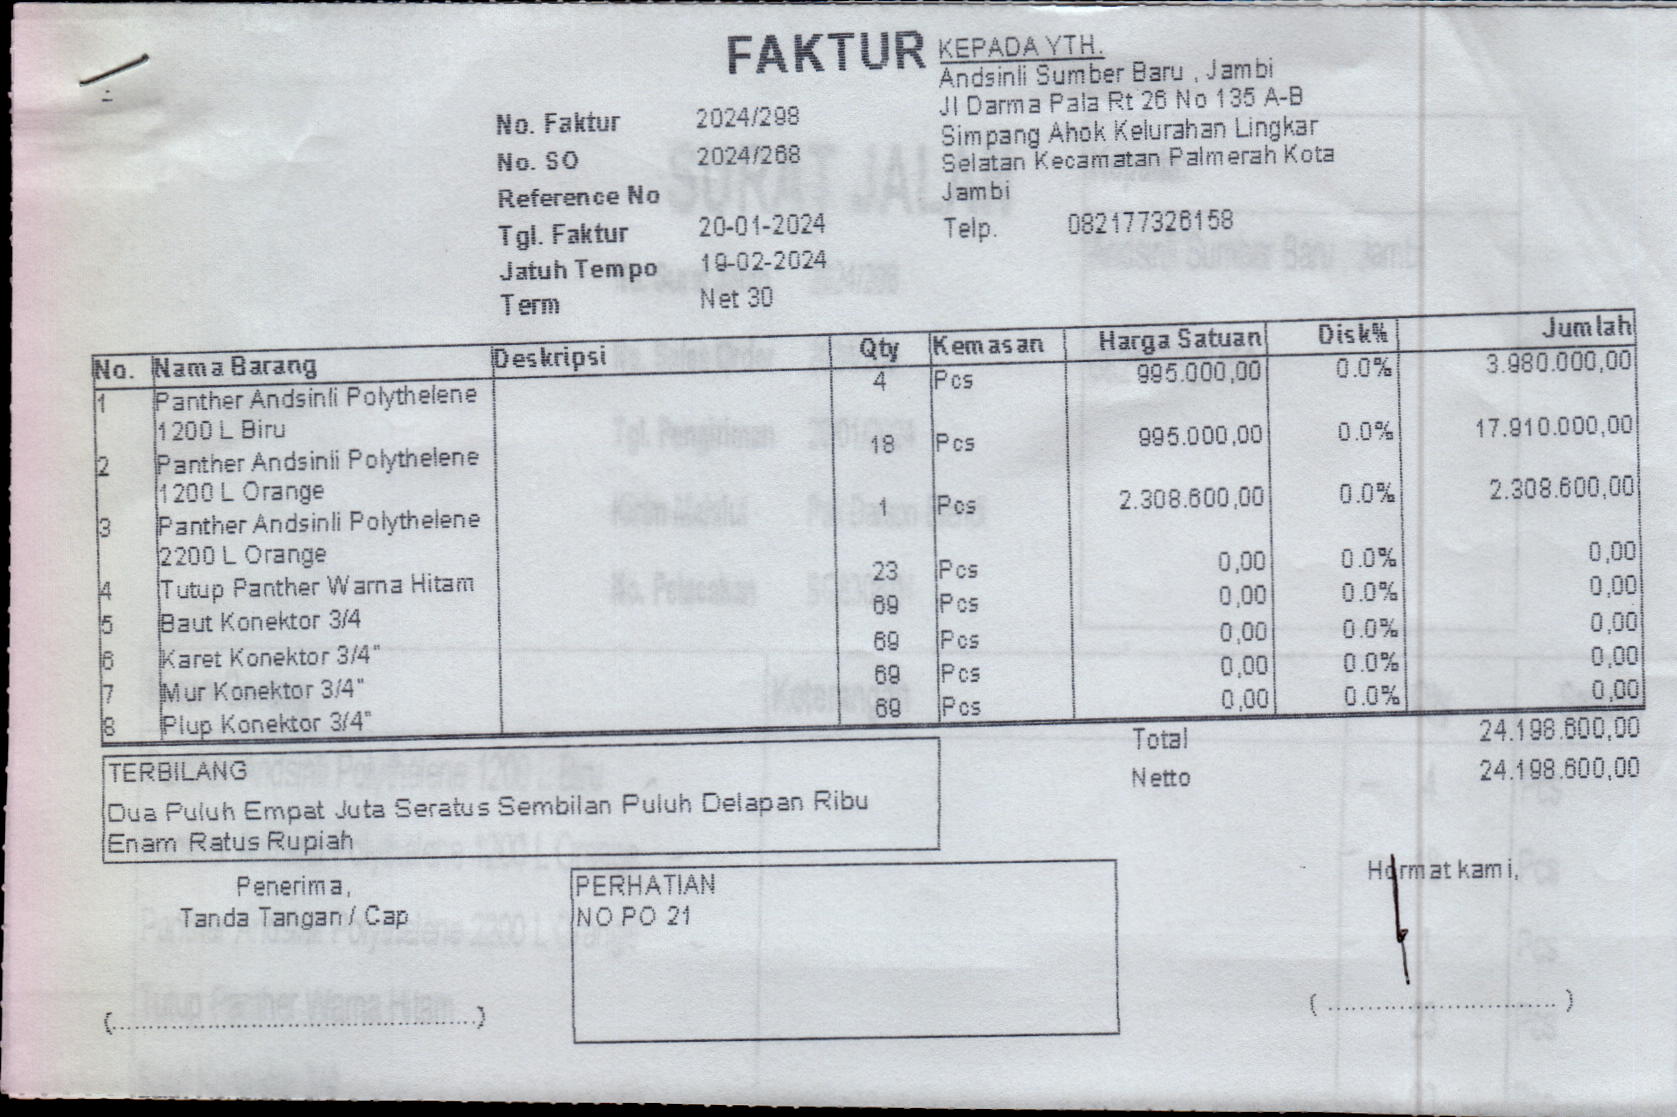 FAKTUR
KEPADA YTH.
Andsinli Sumber Baru , Jambi
Jl Darma Pala Rt 26 No 135 A-B
Simpang Ahok Kelurahan Lingkar
Selatan Kecamatan Palmerah Kota
Jambi
Telp. 082177326158
No. Faktur 2024/298
No. SO 2024/268
Reference No
Tgl. Faktur 20-01-2024
Jatuh Tempo 19-02-2024
Term Net 30
No. Nama Barang Deskripsi Qty Kemasan Harga Satuan Disk% Jumlah
1 Panther Andsinli Polythelene 4 Pcs 995.000,00 0.0% 3.980.000,00
1200 L Biru
2 Panther Andsinli Polythelene 18 Pcs 995.000,00 0.0% 17.910.000,00
1200 L Orange
3 Panther Andsinli Polythelene 1 Pcs 2.308.600,00 0.0% 2.308.600,00
2200 L Orange
4 Tutup Panther Warna Hitam 23 Pcs 0,00 0.0% 0,00
5 Baut Konektor 3/4 69 Pcs 0,00 0.0% 0,00
6 Karet Konektor 3/4" 69 Pcs 0,00 0.0% 0,00
7 Mur Konektor 3/4" 69 Pcs 0,00 0.0% 0,00
8 Plup Konektor 3/4" 69 Pcs 0,00 0.0% 0,00
Total 24.198.600,00
Netto 24.198.600,00
TERBILANG
Dua Puluh Empat Juta Seratus Sembilan Puluh Delapan Ribu
Enam Ratus Rupiah
Penerima,
Tanda Tangan / Cap
(..........................................)
PERHATIAN
NO PO 21
Hormat kami,
(..............................)